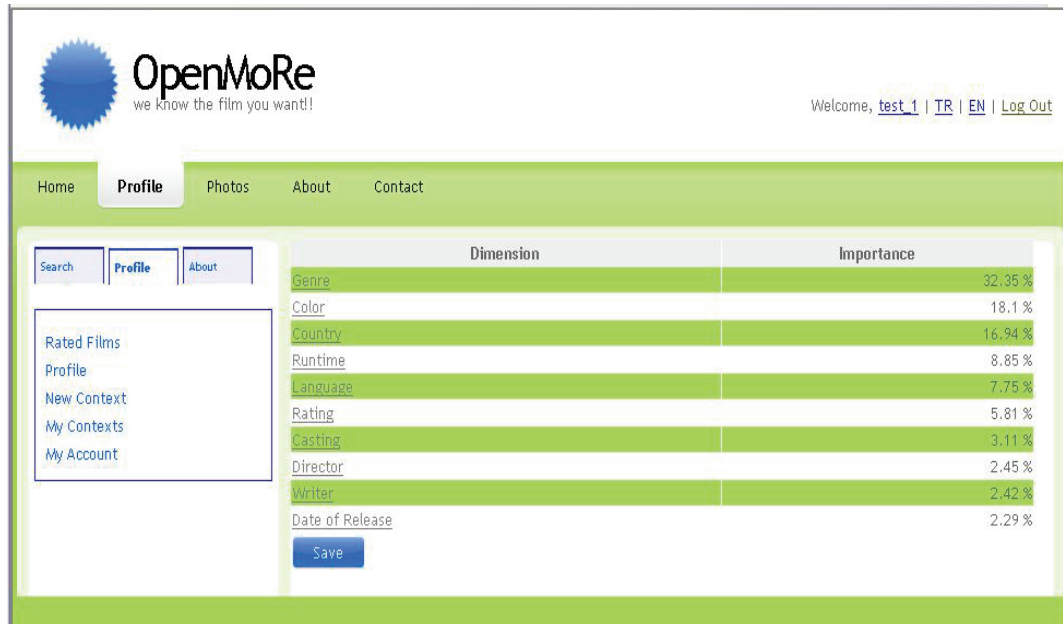 OpenMoRe
we know the film you want!!
Welcome, test_1 | TR | EN | Log Out
Home Profile Photos About Contact
Search Profile About
Rated Films
Profile
New Context
My Contexts
My Account
Dimension Importance
Genre 32.35 %
Color 18.1 %
Country 16.94 %
Runtime 8.85 %
Language 7.75 %
Rating 5.81 %
Casting 3.11 %
Director 2.45 %
Writer 2.42 %
Date of Release 2.29 %
Save